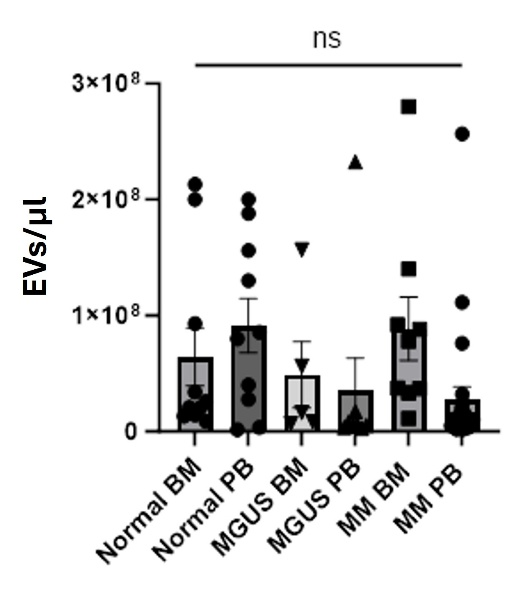 ns
EVs/µl
3×10⁸
2×10⁸
1×10⁸
0
Normal BM
Normal PB
MGUS BM
MGUS PB
MM BM
MM PB